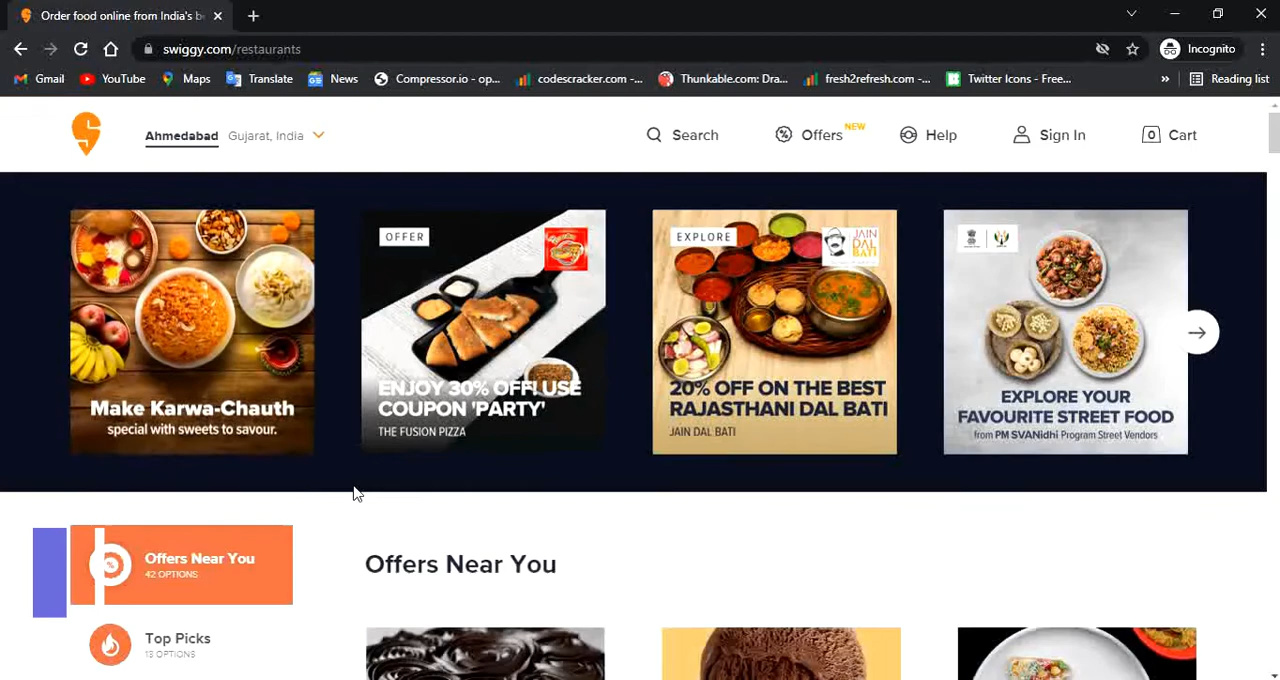 Order food online from India's b
swiggy.com/restaurants
Incognito
Gmail
YouTube
Maps
Translate
News
Compressor.io - op...
codescracker.com -...
Thunkable.com: Dra...
fresh2refresh.com -...
Twitter Icons - Free...
»
Reading list
Ahmedabad Gujarat, India
Search
Offers NEW
Help
Sign In
0 Cart
Make Karwa-Chauth
special with sweets to savour.
OFFER
ENJOY 30% OFF! USE
COUPON 'PARTY'
THE FUSION PIZZA
EXPLORE
JAIN
DAL
BATI
20% OFF ON THE BEST
RAJASTHANI DAL BATI
JAIN DAL BATI
EXPLORE YOUR
FAVOURITE STREET FOOD
from PM SVANidhi Program Street Vendors
Offers Near You
42 OPTIONS
Top Picks
13 OPTIONS
Offers Near You